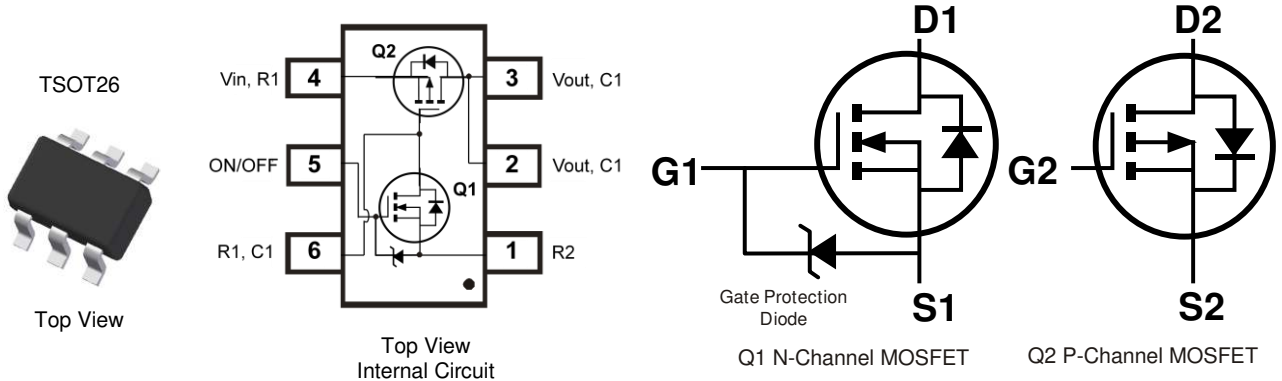 TSOT26
Top View
Q2
Vin, R1 4
3 Vout, C1
ON/OFF 5
2 Vout, C1
Q1
R1, C1 6
1 R2
Top View
Internal Circuit
D1
G1
Gate Protection
Diode
S1
Q1 N-Channel MOSFET
D2
G2
S2
Q2 P-Channel MOSFET